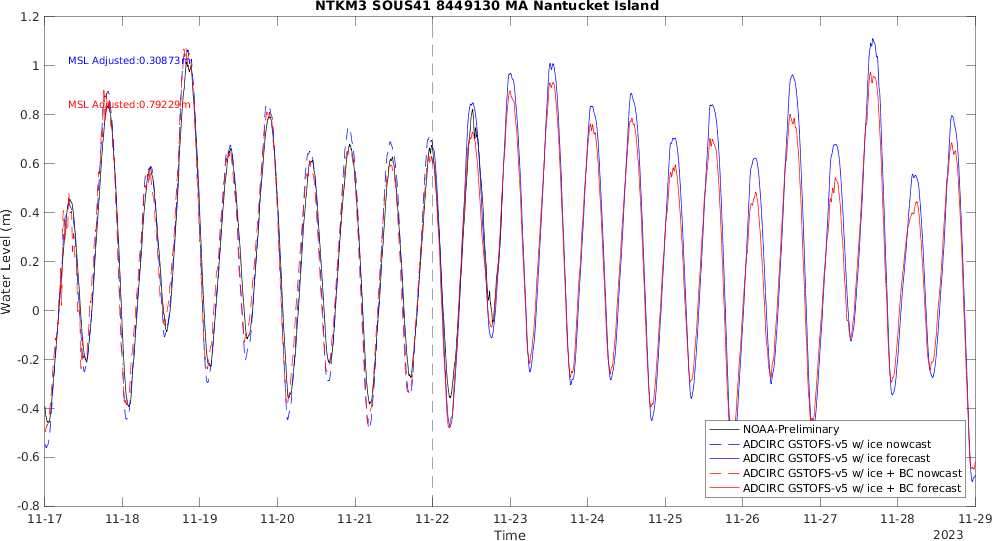 NTKM3 SOUS41 8449130 MA Nantucket Island
MSL Adjusted:0.30873m
MSL Adjusted:0.79229m
Water Level (m)
1.2
1
0.8
0.6
0.4
0.2
0
-0.2
-0.4
-0.6
-0.8
11-17
11-18
11-19
11-20
11-21
11-22
11-23
11-24
11-25
11-26
11-27
11-28
11-29
Time
2023
NOAA-Preliminary
ADCIRC GSTOFS-v5 w/ ice nowcast
ADCIRC GSTOFS-v5 w/ ice forecast
ADCIRC GSTOFS-v5 w/ ice + BC nowcast
ADCIRC GSTOFS-v5 w/ ice + BC forecast